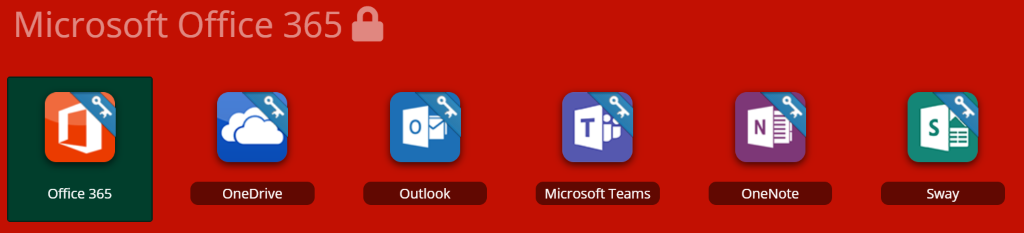 Microsoft Office 365
Office 365
OneDrive
Outlook
Microsoft Teams
OneNote
Sway